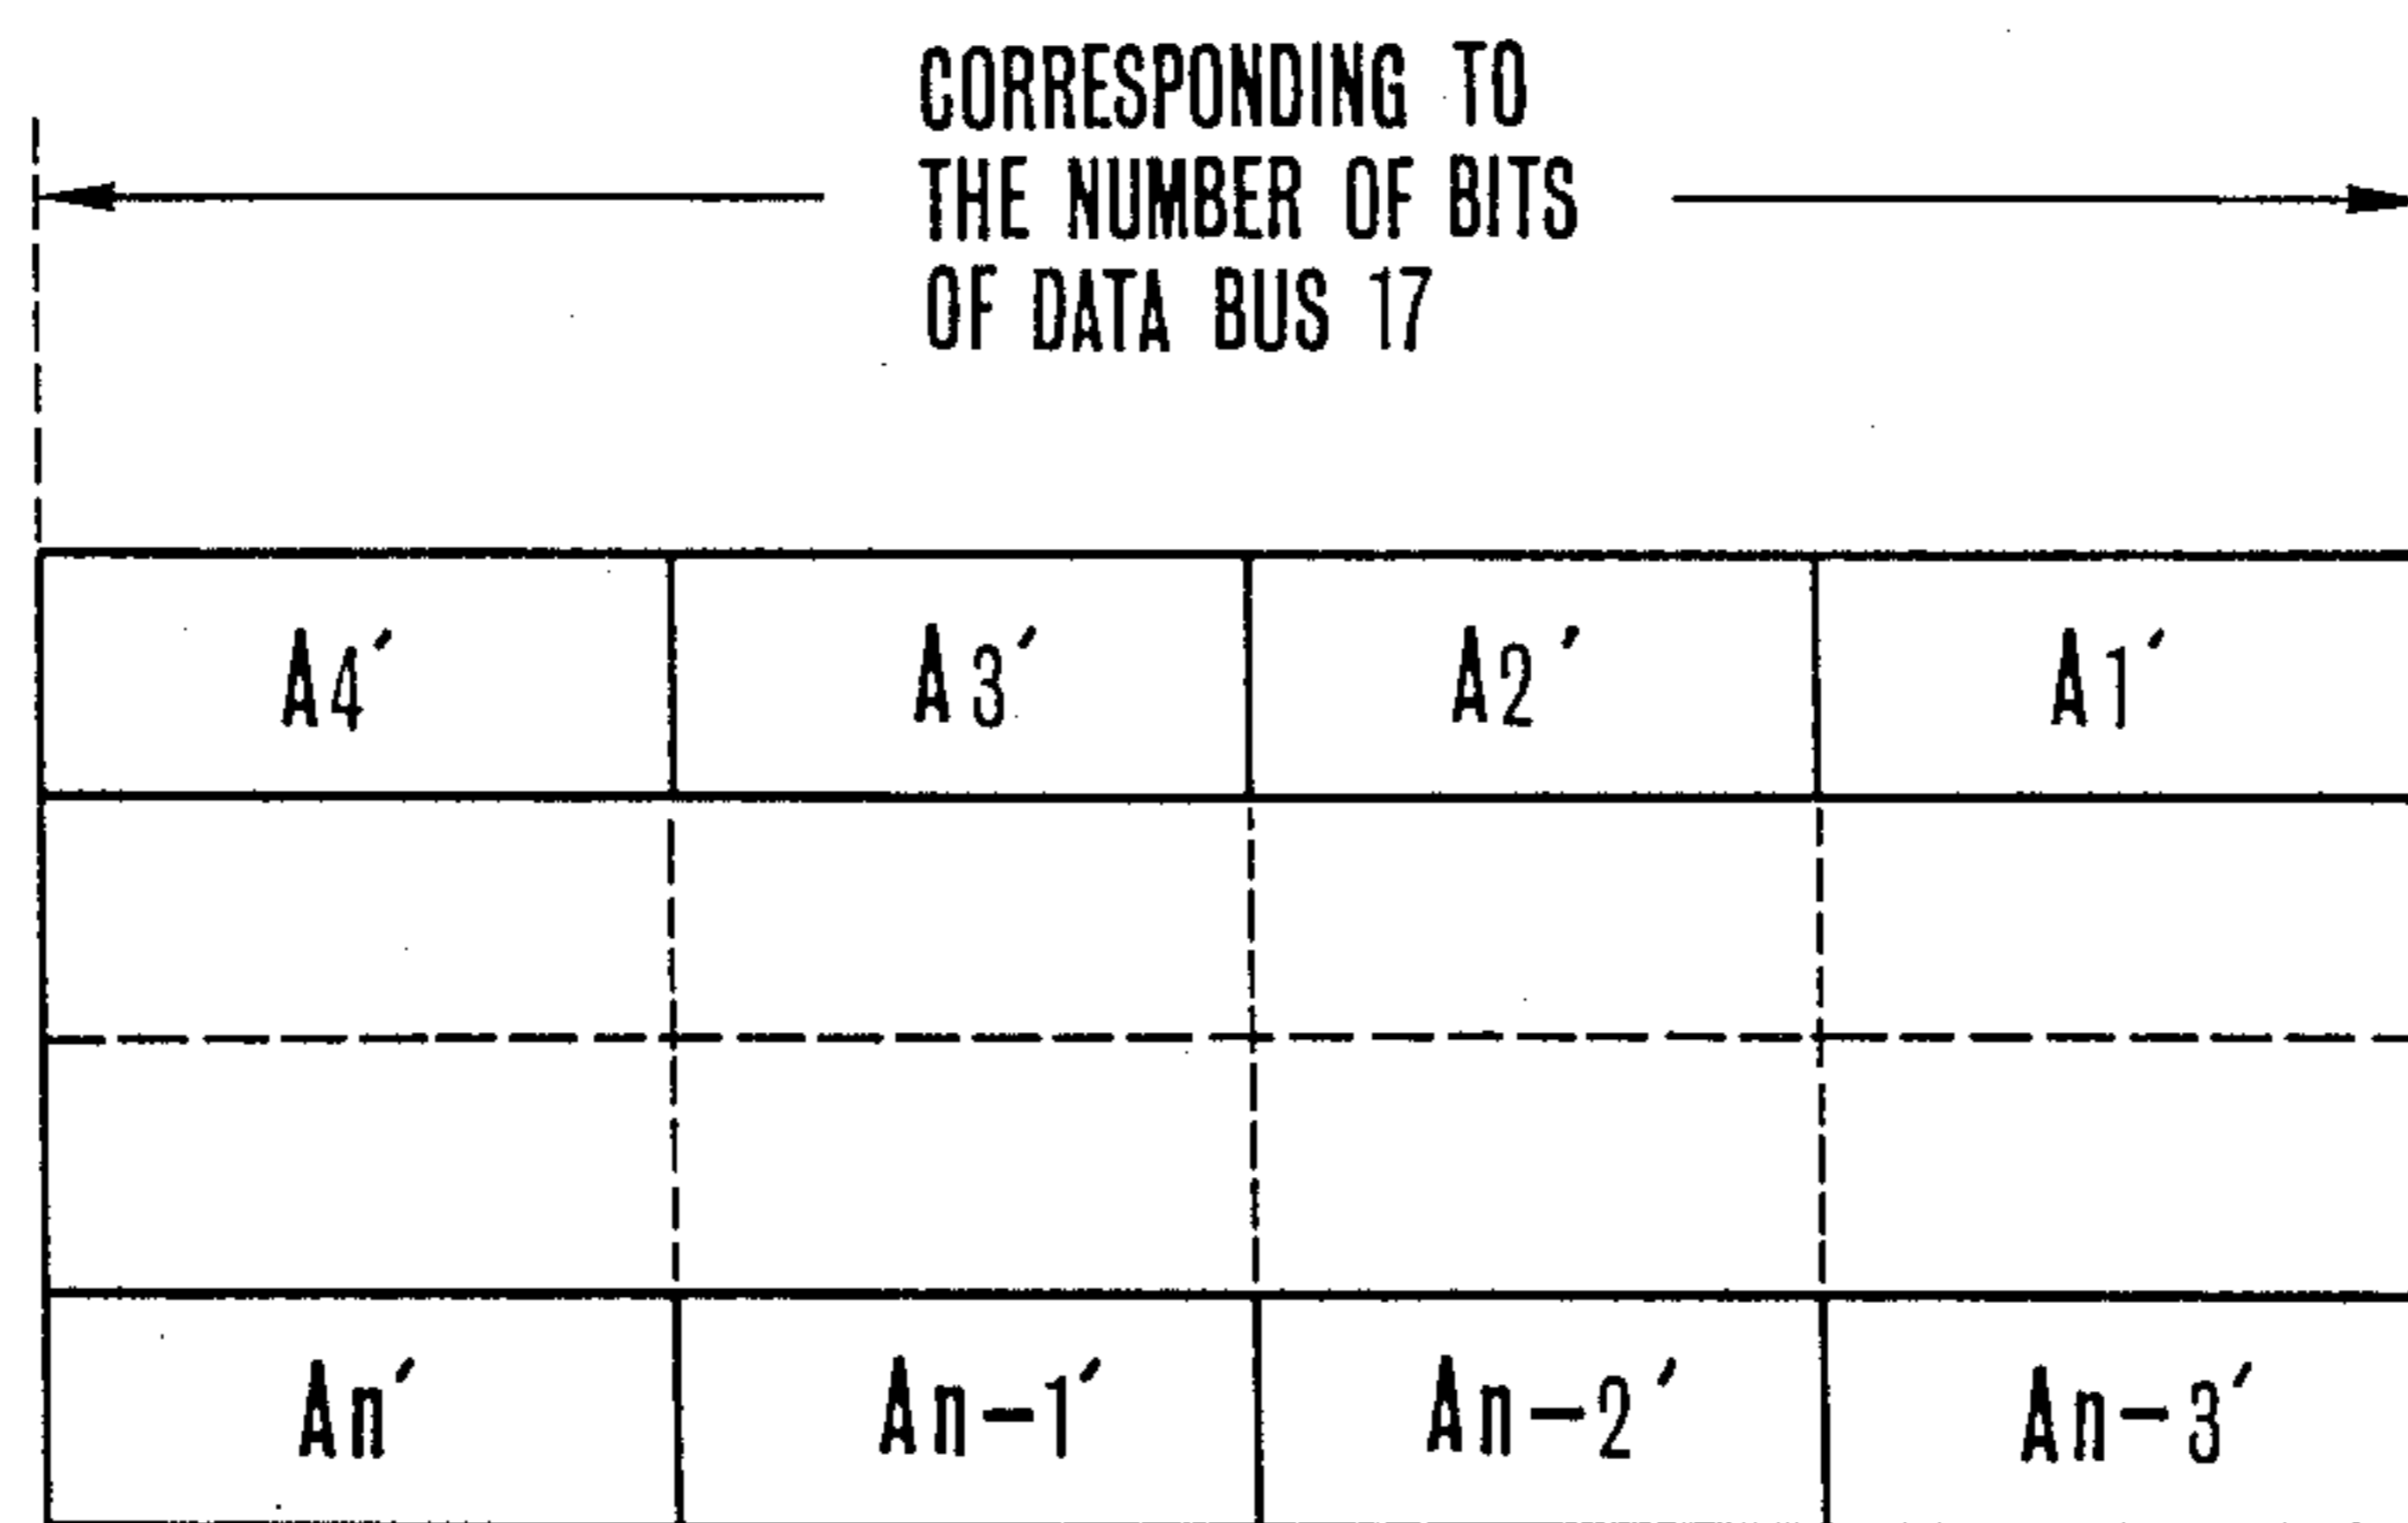 CORRESPONDING TO
THE NUMBER OF BITS
OF DATA BUS 17
A4′ A3′ A2′ A1′
An′ An-1′ An-2′ An-3′